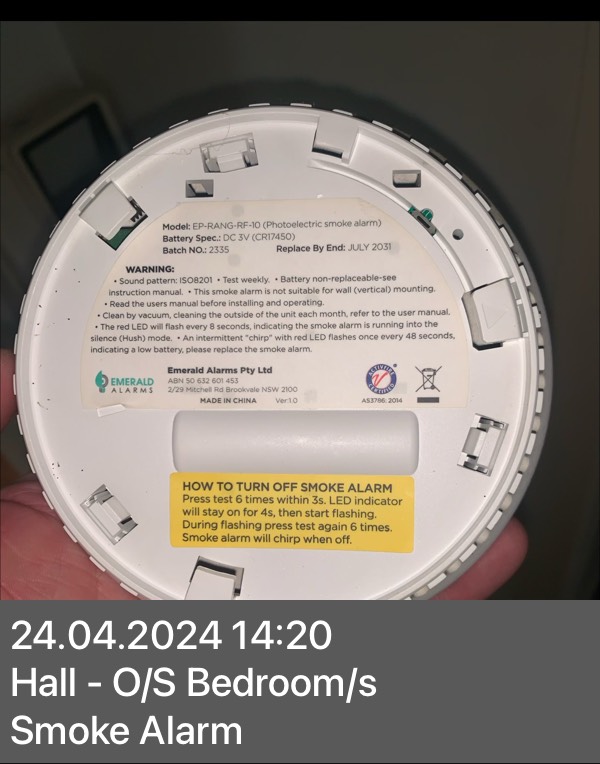 Model: EP-RANG-RF-10 (Photoelectric smoke alarm)
Battery Spec.: DC 3V (CR17450)
Batch NO.: 2335 Replace By End: JULY 2031
WARNING:
• Sound pattern: ISO8201 • Test weekly. • Battery non-replaceable-see
instruction manual. • This smoke alarm is not suitable for wall (vertical) mounting.
• Read the users manual before installing and operating.
• Clean by vacuum, cleaning the outside of the unit each month, refer to the user manual.
• The red LED will flash every 8 seconds, indicating the smoke alarm is running into the
silence (Hush) mode. • An intermittent "chirp" with red LED flashes once every 48 seconds,
indicating a low battery, please replace the smoke alarm.
EMERALD
ALARMS
Emerald Alarms Pty Ltd
ABN 50 632 601 453
2/29 Mitchell Rd Brookvale NSW 2100
MADE IN CHINA Ver:1.0
AS3786: 2014
HOW TO TURN OFF SMOKE ALARM
Press test 6 times within 3s. LED indicator
will stay on for 4s, then start flashing.
During flashing press test again 6 times.
Smoke alarm will chirp when off.
24.04.2024 14:20
Hall - O/S Bedroom/s
Smoke Alarm